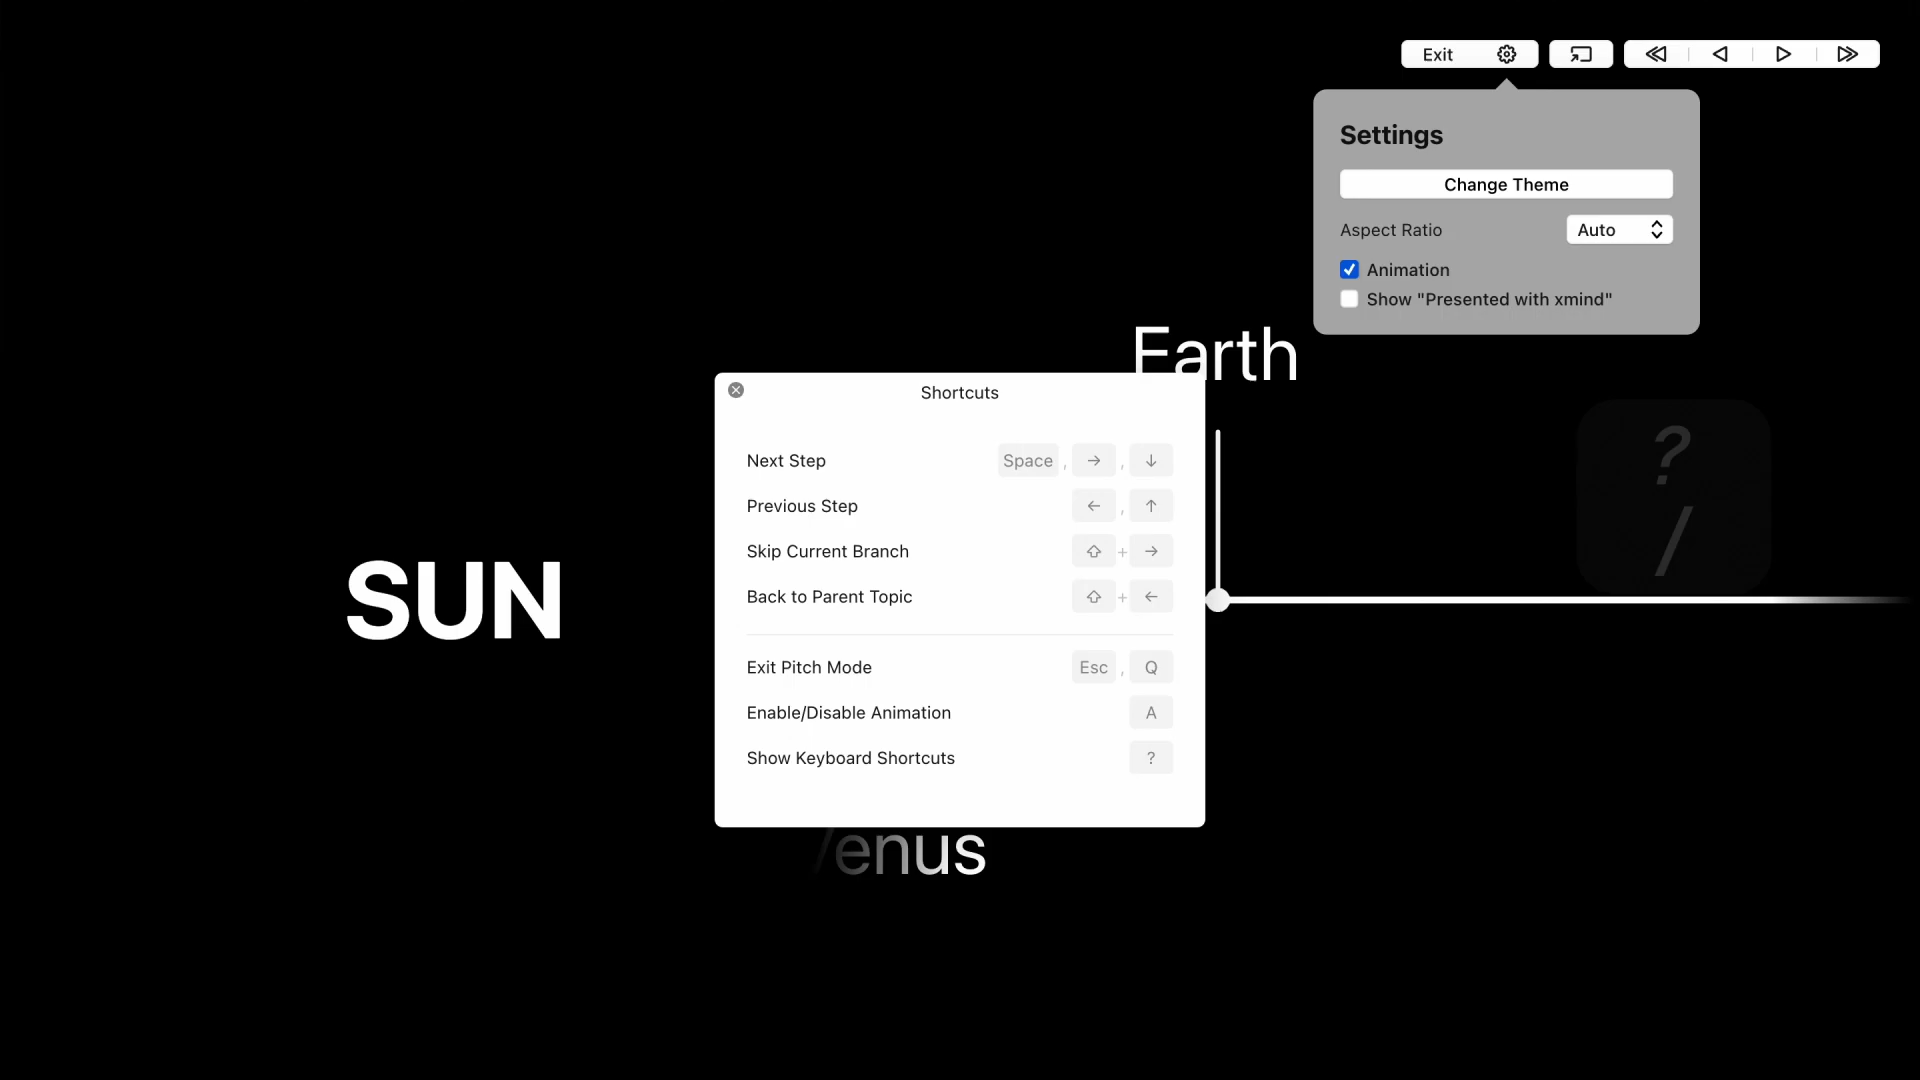 Exit
Settings
Change Theme
Aspect Ratio Auto
Animation
Show "Presented with xmind"
Earth
Shortcuts
Next Step Space , → , ↓
Previous Step ← , ↑
Skip Current Branch ⇧ + →
Back to Parent Topic ⇧ + ←
Exit Pitch Mode Esc , Q
Enable/Disable Animation A
Show Keyboard Shortcuts ?
?
/
SUN
Venus